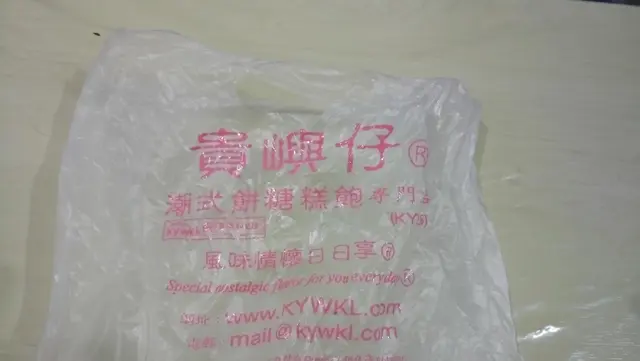 貴嶼仔®
潮式餅糖糕飽專門店
(KYS)
風味情懷日日享®
Special nostalgic flavor for you everyday
www.KYWKL.com
mail@kywkl.com